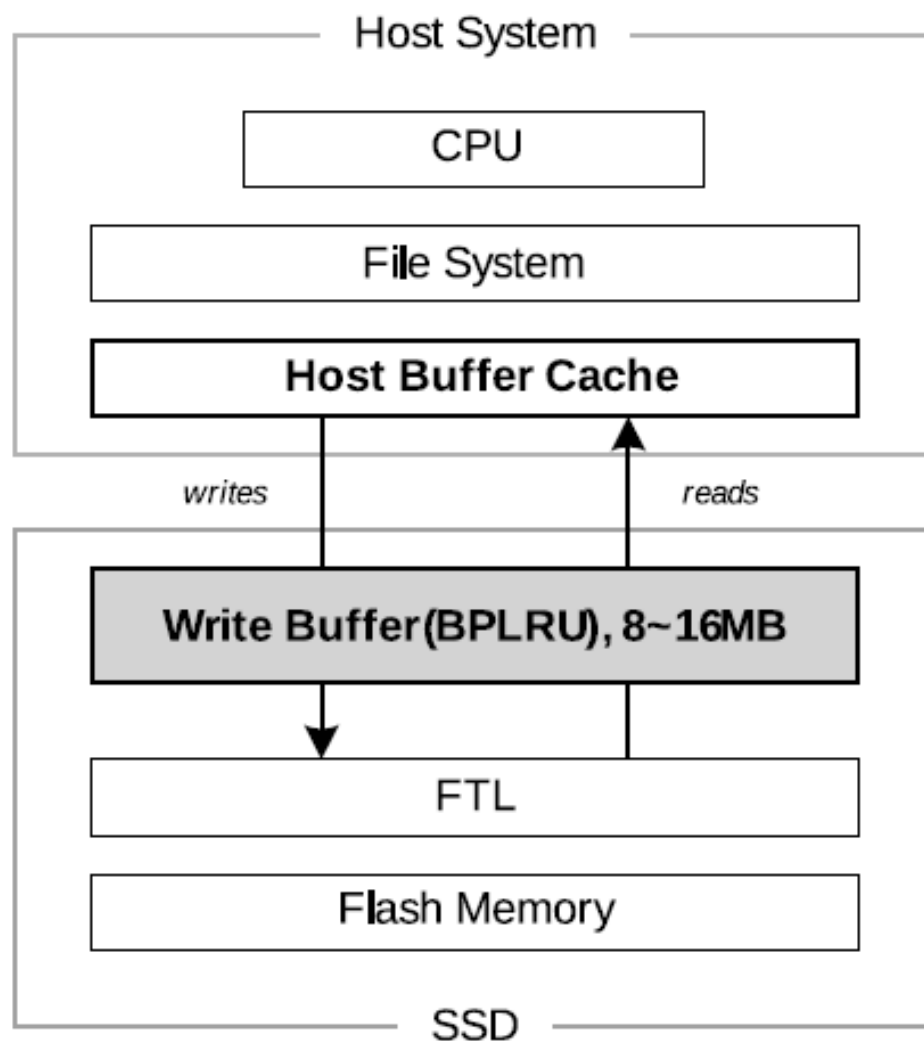 Host System
CPU
File System
Host Buffer Cache
writes
reads
Write Buffer(BPLRU), 8~16MB
FTL
Flash Memory
SSD